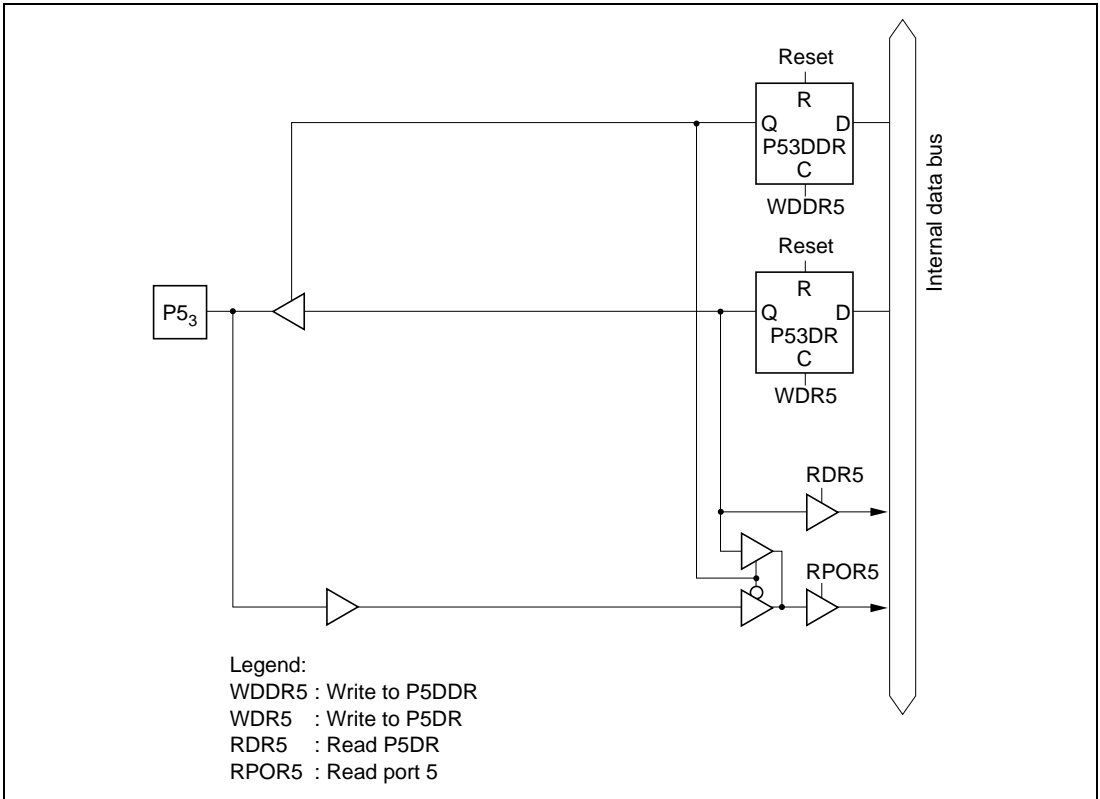 Reset
R
Q D
P53DDR
C
WDDR5
Internal data bus
Reset
R
P5₃
Q D
P53DR
C
WDR5
RDR5
RPOR5
Legend:
WDDR5 : Write to P5DDR
WDR5 : Write to P5DR
RDR5 : Read P5DR
RPOR5 : Read port 5